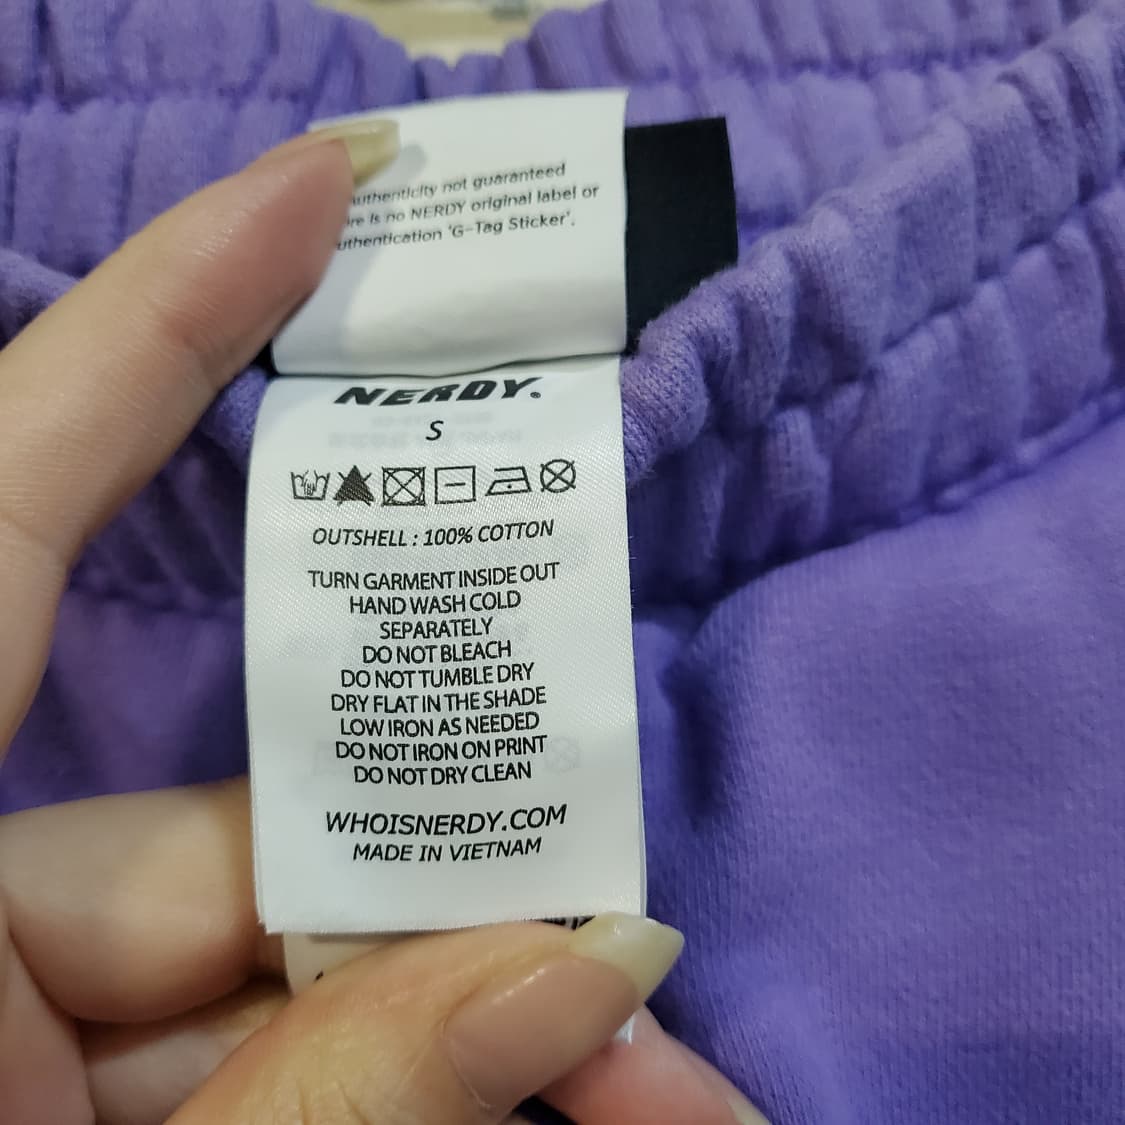 authenticity not guaranteed
is no NERDY original label or
authentication 'G-Tag Sticker'.
NERDY.
S
OUTSHELL : 100% COTTON
TURN GARMENT INSIDE OUT
HAND WASH COLD
SEPARATELY
DO NOT BLEACH
DO NOT TUMBLE DRY
DRY FLAT IN THE SHADE
LOW IRON AS NEEDED
DO NOT IRON ON PRINT
DO NOT DRY CLEAN
WHOISNERDY.COM
MADE IN VIETNAM